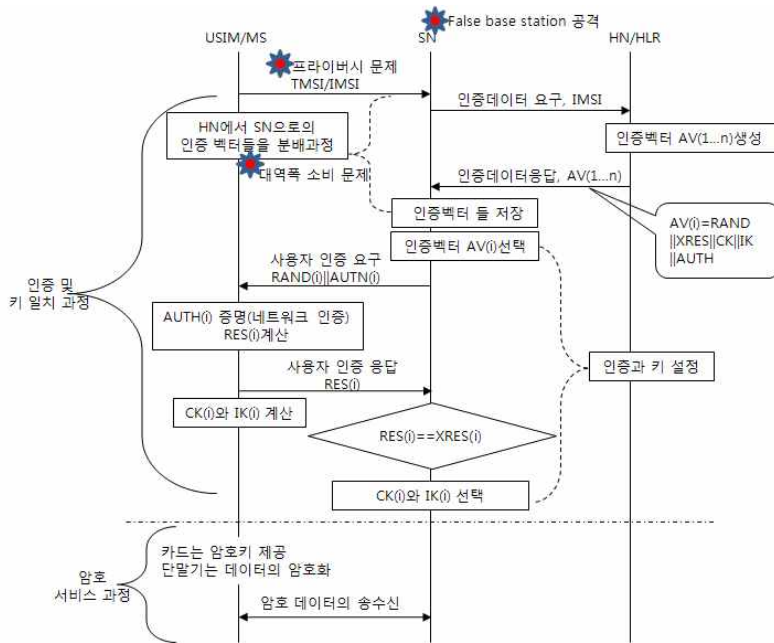 False base station 공격
USIM/MS
SN
HN/HLR
프라이버시 문제
TMSI/IMSI
인증데이터 요구, IMSI
HN에서 SN으로의
인증 벡터들을 분배과정
인증벡터 AV(1...n)생성
대역폭 소비 문제
인증데이터응답, AV(1...n)
인증벡터 들 저장
AV(i)=RAND
||XRES||CK||IK
||AUTH
인증벡터 AV(i)선택
사용자 인증 요구
RAND(i)||AUTN(i)
인증 및
키 일치 과정
AUTH(i) 증명(네트워크 인증)
RES(i)계산
사용자 인증 응답
RES(i)
인증과 키 설정
CK(i)와 IK(i) 계산
RES(i)==XRES(i)
CK(i)와 IK(i) 선택
카드는 암호키 제공
단말기는 데이터의 암호화
암호
서비스 과정
암호 데이터의 송수신